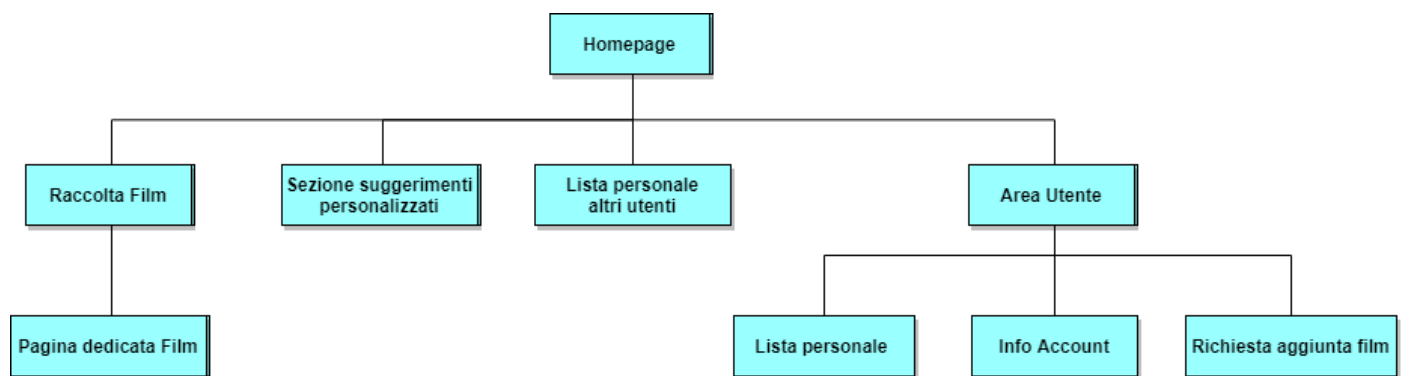 Homepage
Raccolta Film
Sezione suggerimenti
personalizzati
Lista personale
altri utenti
Area Utente
Pagina dedicata Film
Lista personale
Info Account
Richiesta aggiunta film